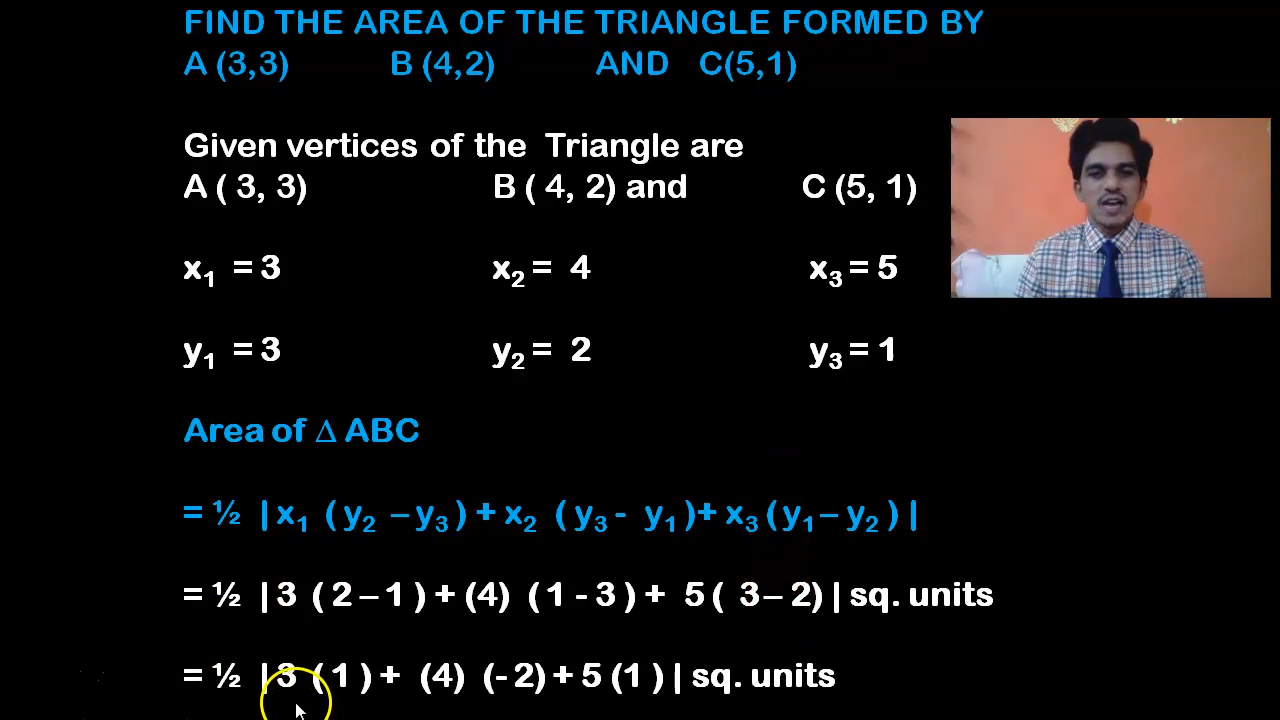 FIND THE AREA OF THE TRIANGLE FORMED BY
A (3,3) B (4,2) AND C(5,1)
Given vertices of the Triangle are
A ( 3, 3) B ( 4, 2) and C (5, 1)
x₁ = 3 x₂ = 4 x₃ = 5
y₁ = 3 y₂ = 2 y₃ = 1
Area of Δ ABC
= ½ | x₁ ( y₂ – y₃ ) + x₂ ( y₃ - y₁ )+ x₃ ( y₁ – y₂ ) |
= ½ | 3 ( 2 – 1 ) + (4) ( 1 - 3 ) + 5 ( 3 – 2) | sq. units
= ½ | 3 ( 1 ) + (4) (- 2) + 5 (1 ) | sq. units